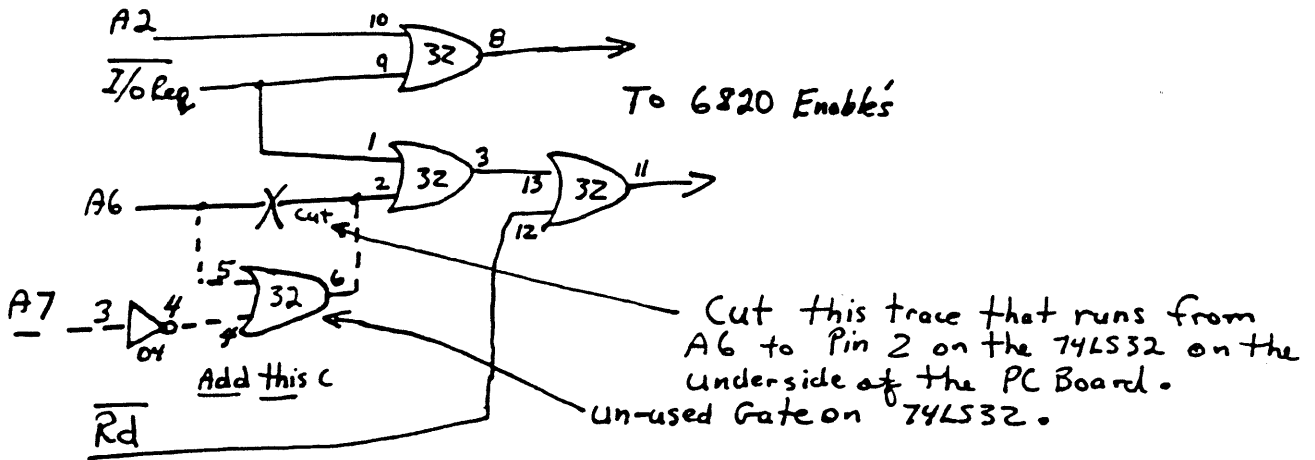 A2
10
9
32
8
I/O Req
To 6820 Enable's
1
2
32
3
13
12
32
11
A6
X
Cut
5
4
32
6
A7
3
4
04
Add this C
Rd
Cut this trace that runs from
A6 to Pin 2 on the 74LS32 on the
underside of the PC Board.
un-used Gate on 74LS32.